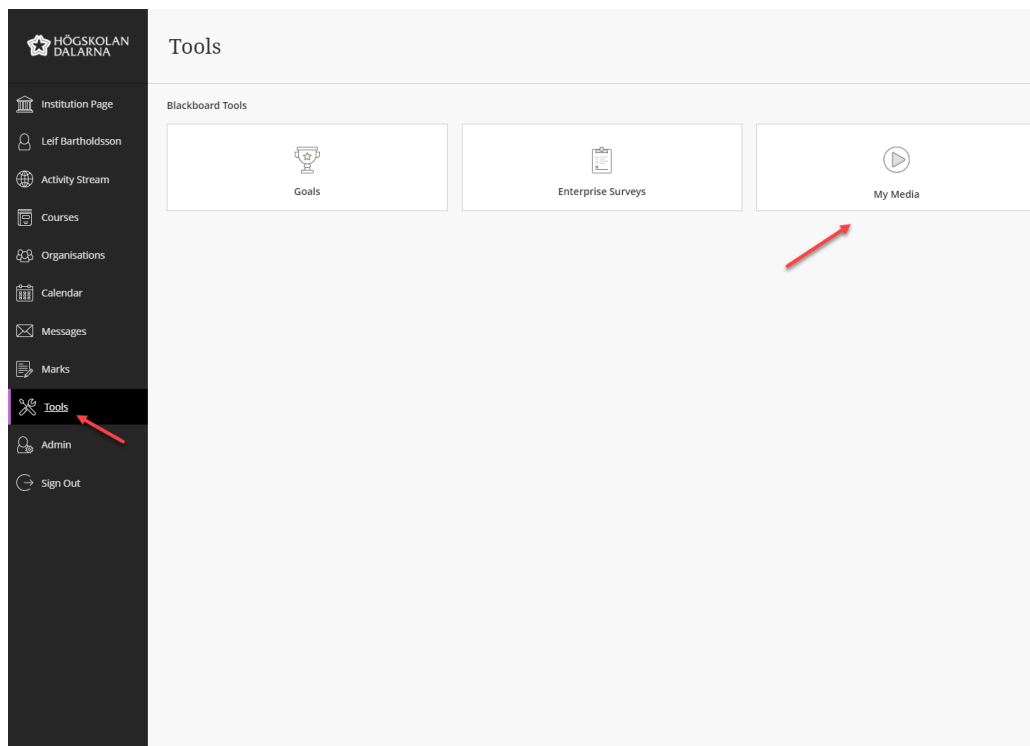 HÖGSKOLAN
DALARNA
Tools
Institution Page
Leif Bartholdsson
Activity Stream
Courses
Organisations
Calendar
Messages
Marks
Tools
Admin
Sign Out
Blackboard Tools
Goals
Enterprise Surveys
My Media